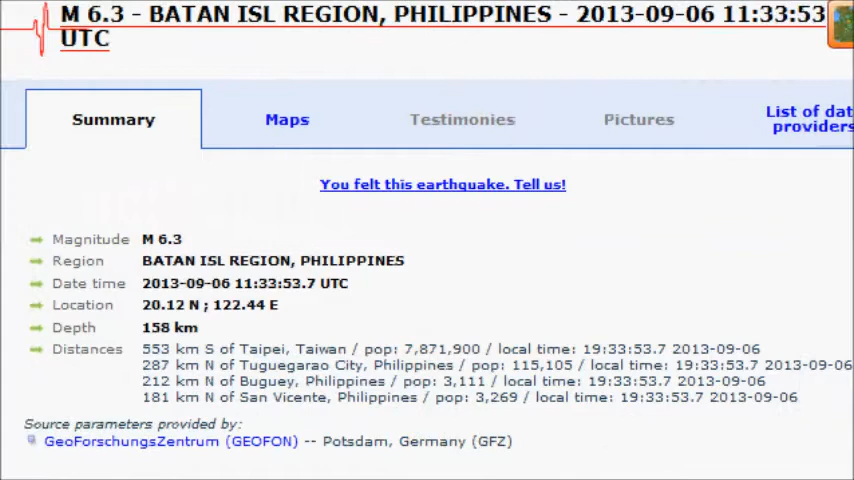 M 6.3 - BATAN ISL REGION, PHILIPPINES - 2013-09-06 11:33:53
UTC
Summary
Maps
Testimonies
Pictures
List of dat
providers
You felt this earthquake. Tell us!
Magnitude M 6.3
Region BATAN ISL REGION, PHILIPPINES
Date time 2013-09-06 11:33:53.7 UTC
Location 20.12 N ; 122.44 E
Depth 158 km
Distances 553 km S of Taipei, Taiwan / pop: 7,871,900 / local time: 19:33:53.7 2013-09-06
287 km N of Tuguegarao City, Philippines / pop: 115,105 / local time: 19:33:53.7 2013-09-06
212 km N of Buguey, Philippines / pop: 3,111 / local time: 19:33:53.7 2013-09-06
181 km N of San Vicente, Philippines / pop: 3,269 / local time: 19:33:53.7 2013-09-06
Source parameters provided by:
GeoForschungsZentrum (GEOFON) -- Potsdam, Germany (GFZ)